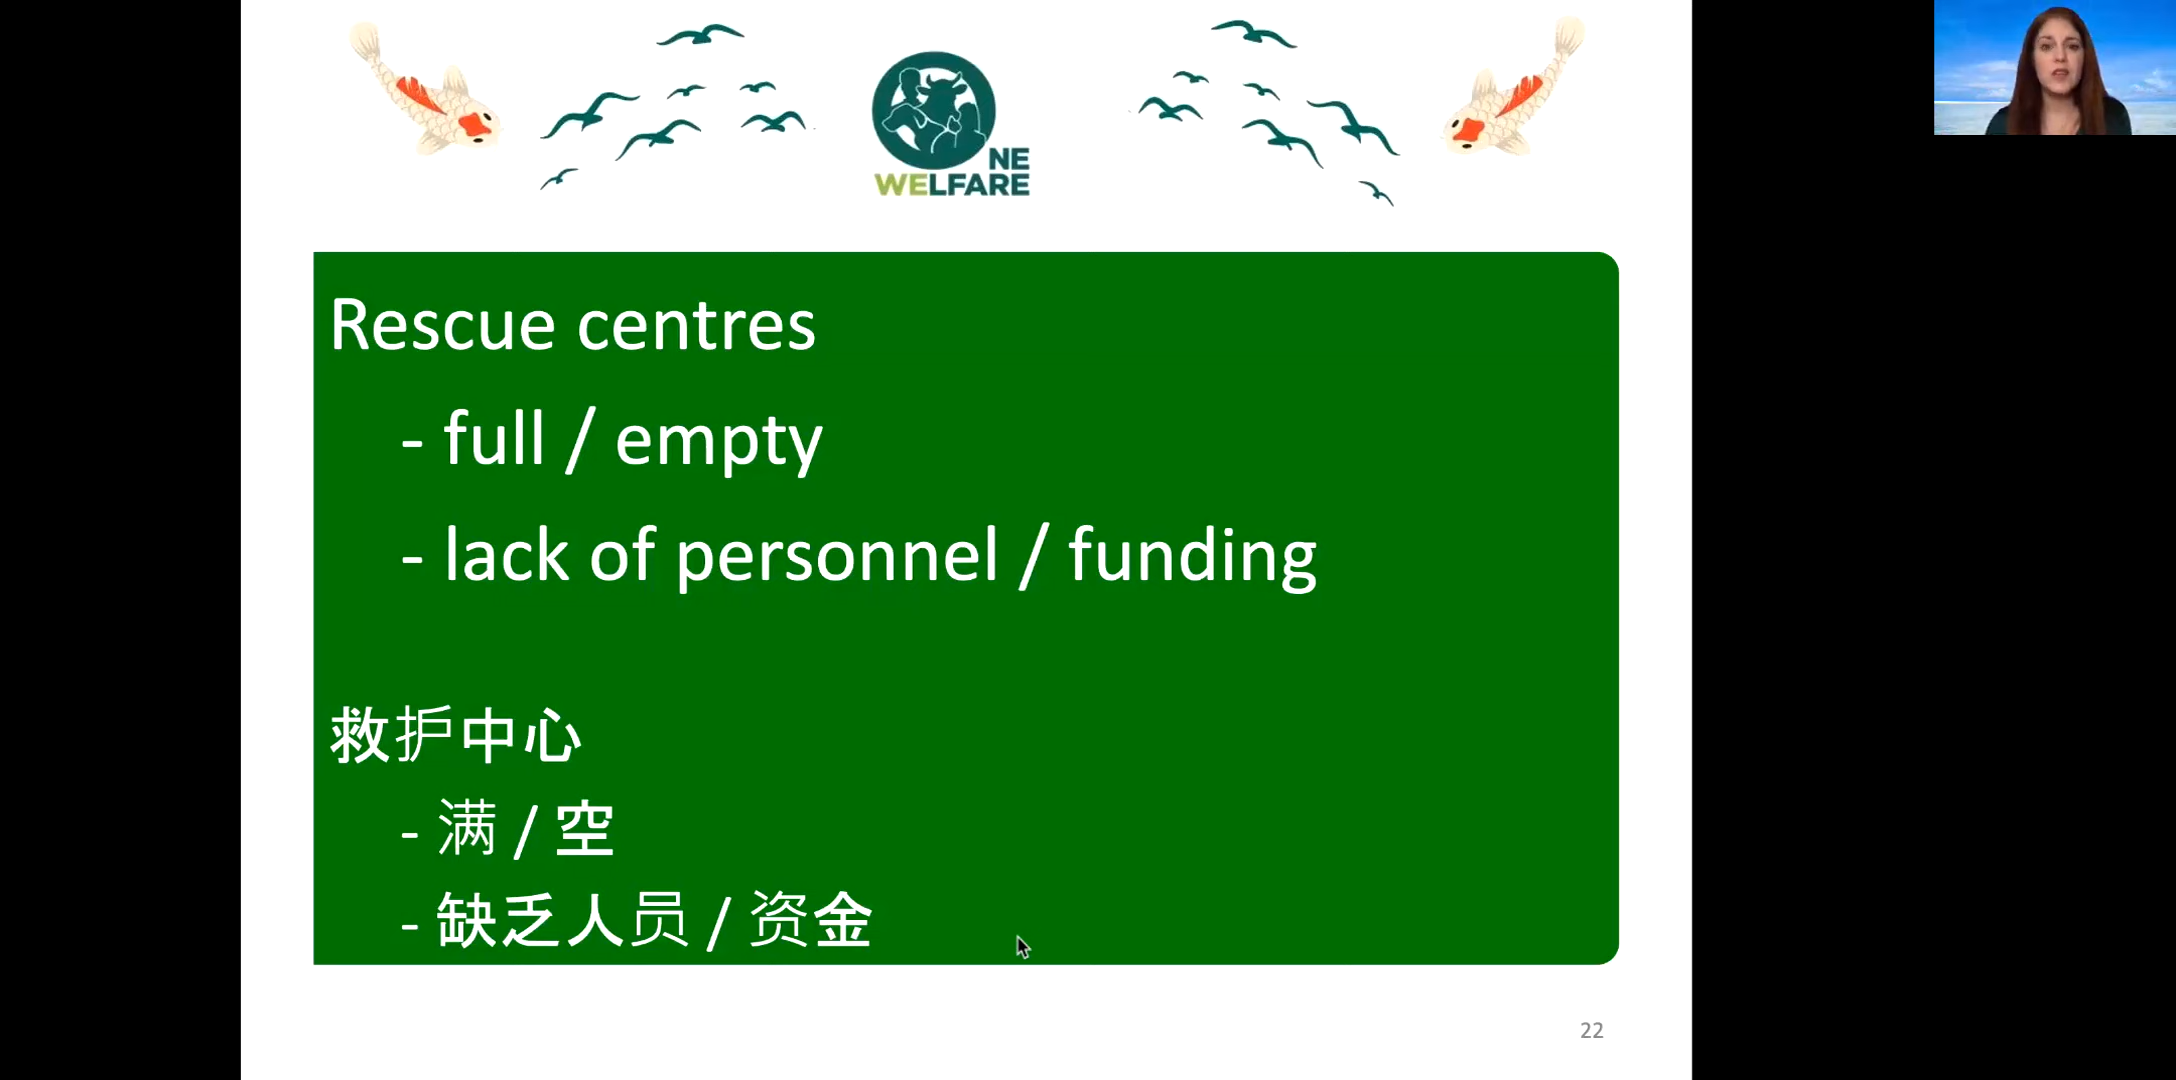 ONE
WELFARE
Rescue centres
- full / empty
- lack of personnel / funding
救护中心
- 满 / 空
- 缺乏人员 / 资金
22